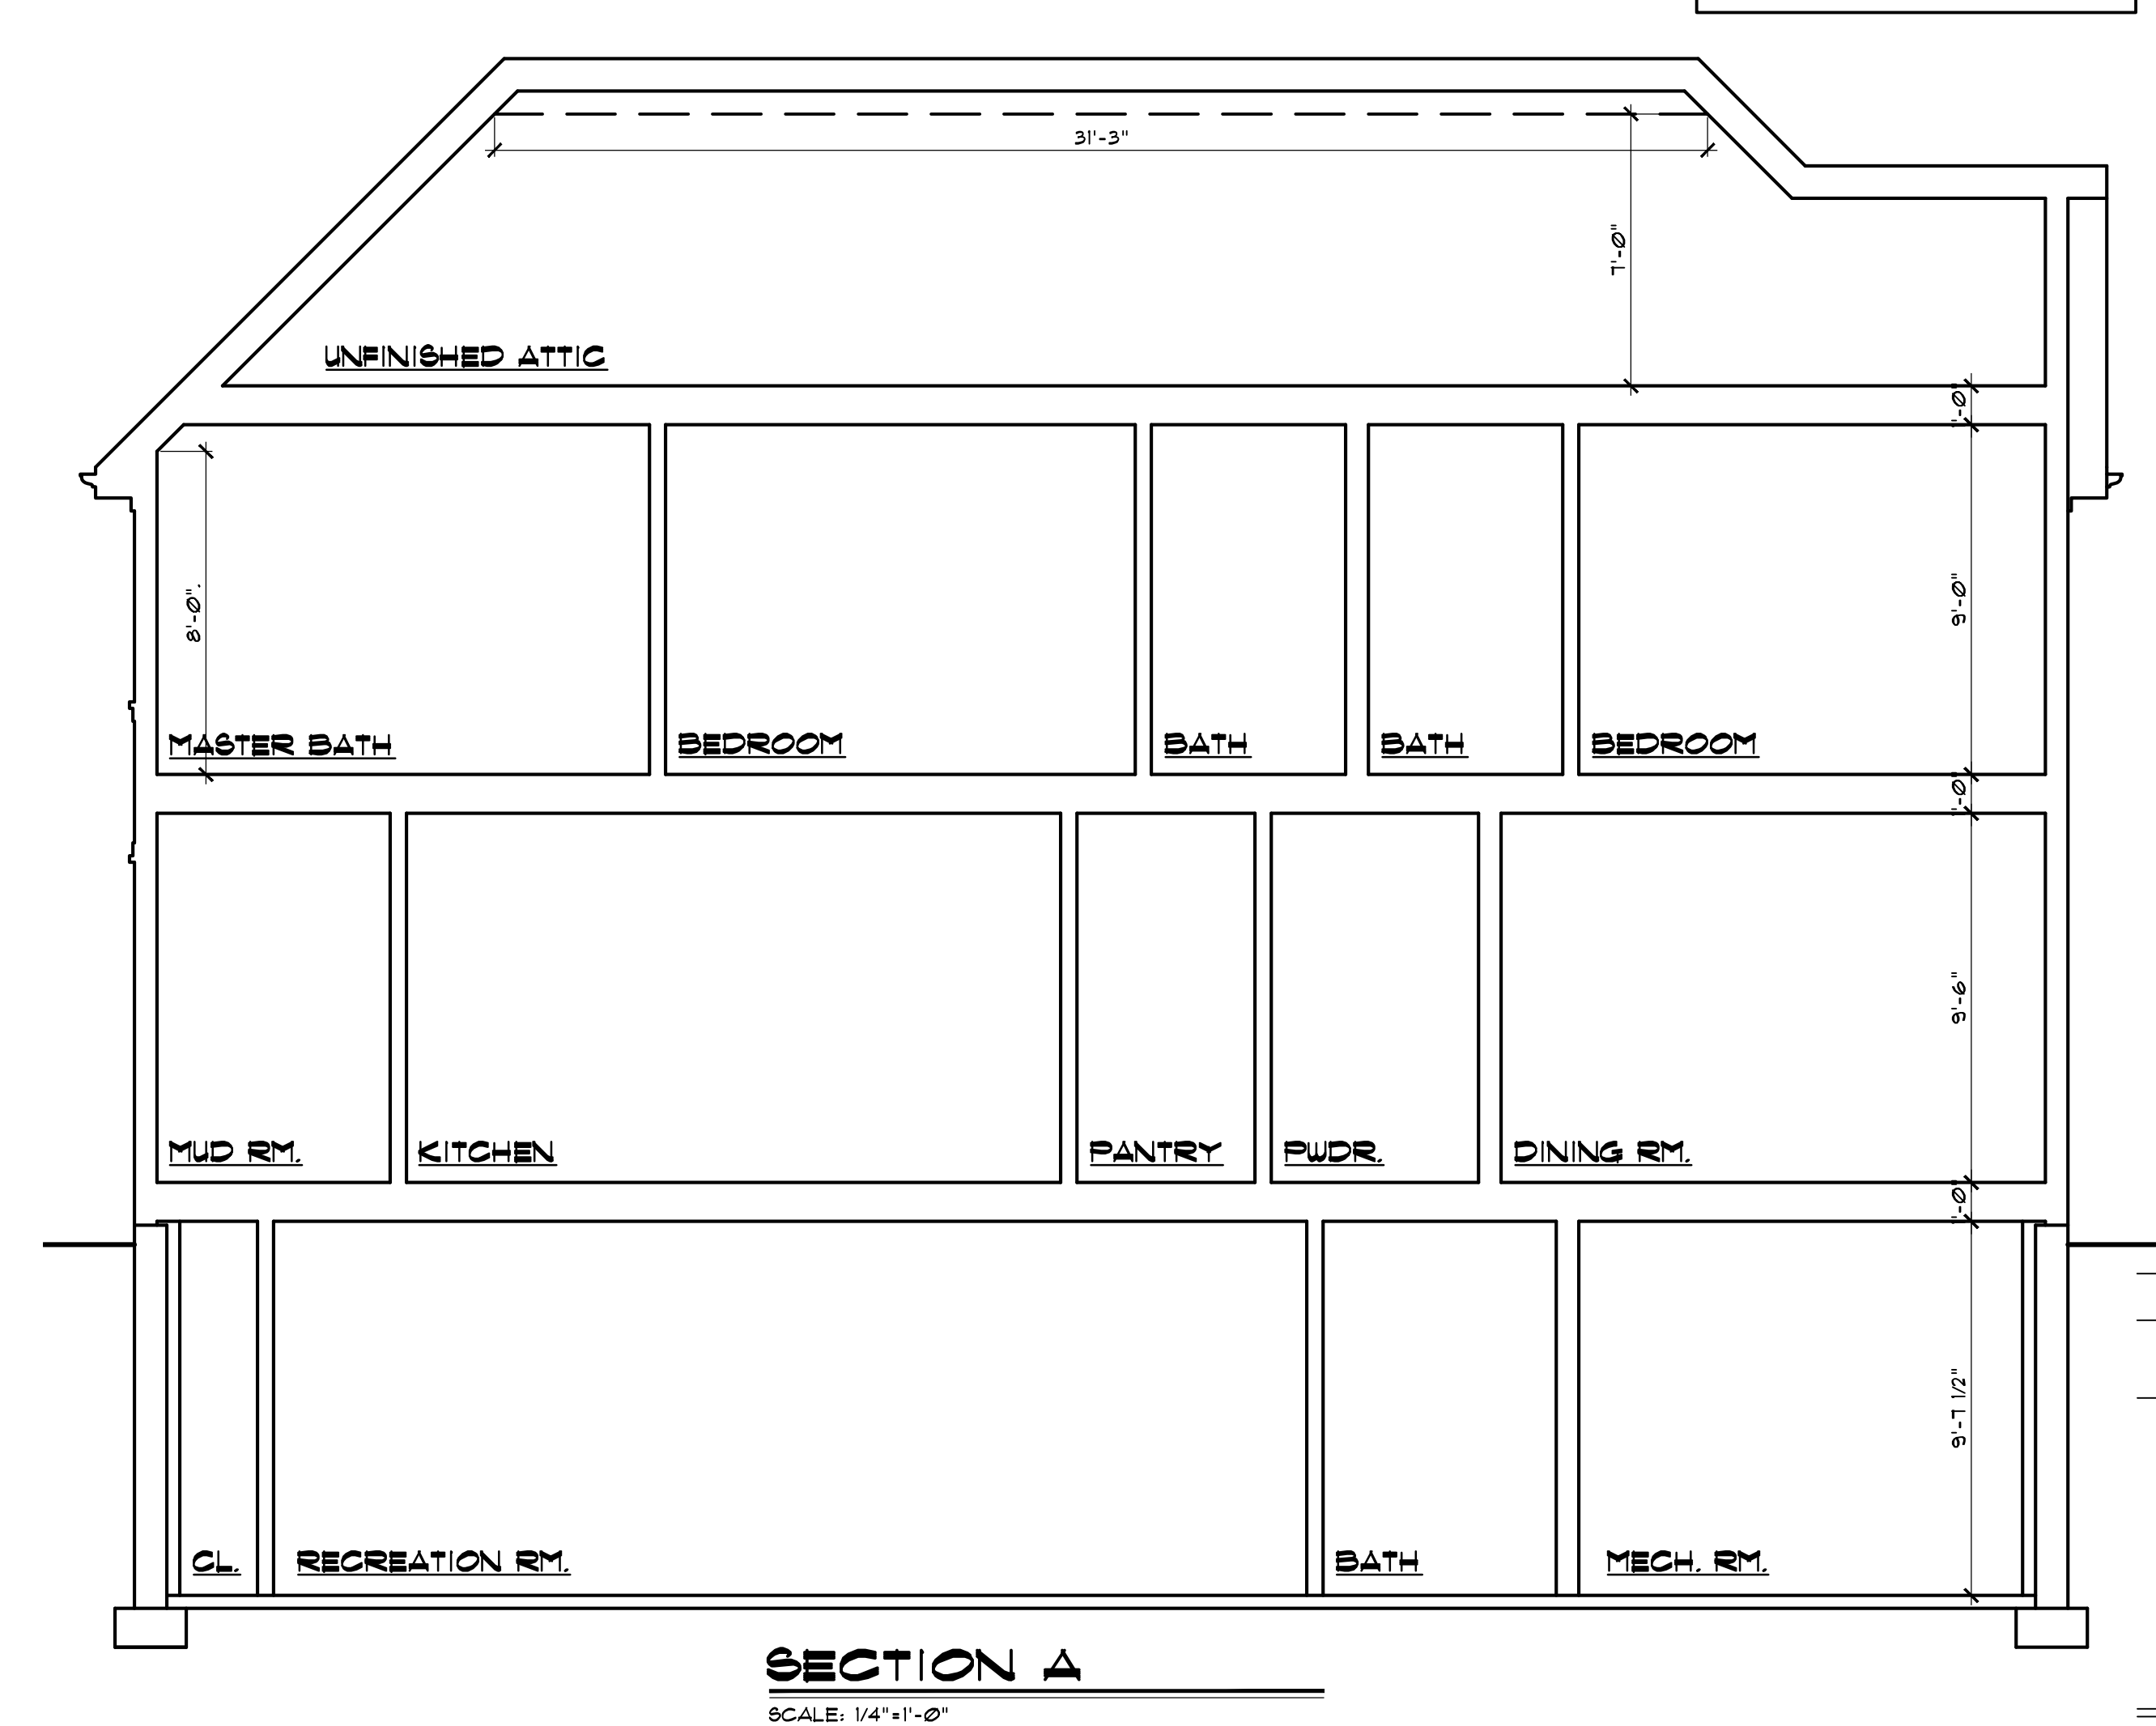 31'-3"
7'-0"
UNFINISHED ATTIC
1'-0"
8'-0".
9'-0"
MASTER BATH
BEDROOM
BATH
BATH
BEDROOM
1'-0"
9'-6"
MUD RM.
KITCHEN
PANTRY
PWDR.
DINING RM.
1'-0"
9'-7 1/2"
CL.
RECREATION RM.
BATH
MECH. RM.
SECTION A
SCALE: 1/4"=1'-0"